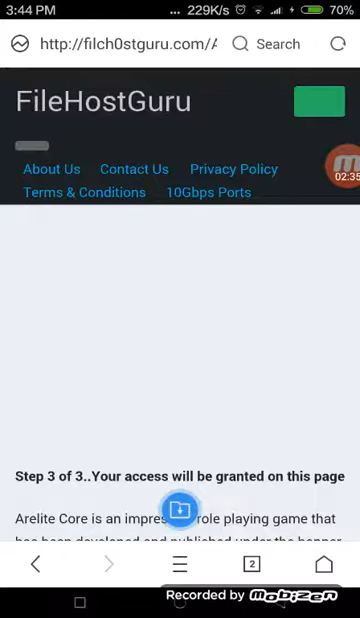 3:44 PM ... 229K/s 70%
http://filch0stguru.com/A Search
FileHostGuru
About Us Contact Us Privacy Policy
02:35
Terms & Conditions 10Gbps Ports
Step 3 of 3..Your access will be granted on this page
Arelite Core is an impres role playing game that
has been developed and published under the banner
2
Recorded by MOBIZEN